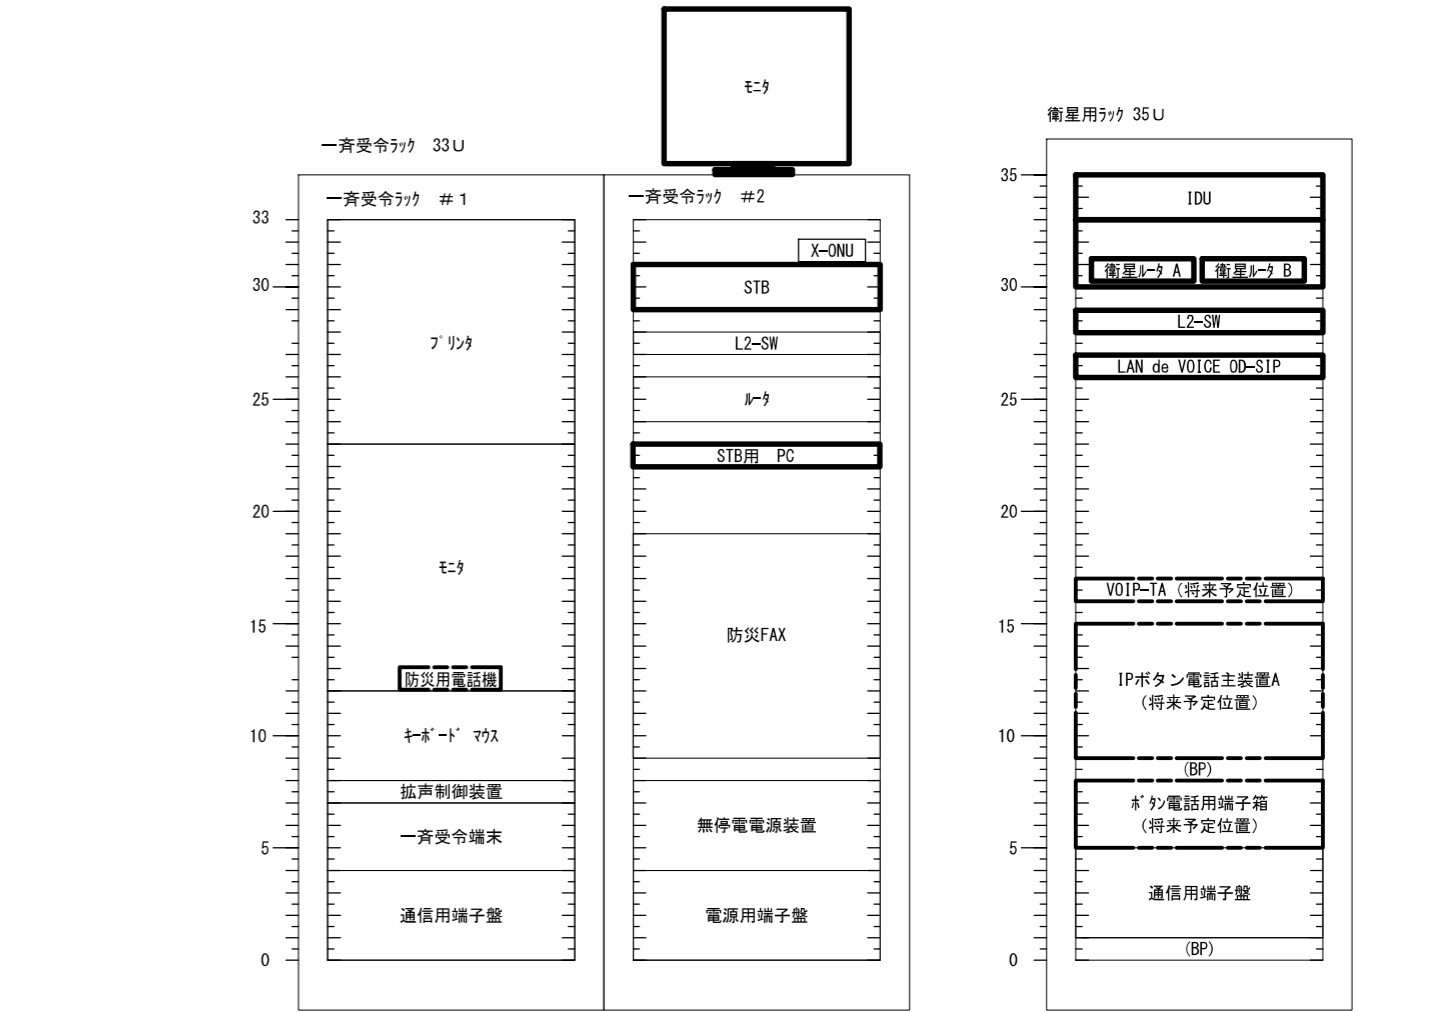 モニタ
一斉受令ラック 33U
一斉受令ラック #1
33
30
25
20
15
10
5
0
プリンタ
モニタ
防災用電話機
キーボード マウス
拡声制御装置
一斉受令端末
通信用端子盤
一斉受令ラック #2
X-ONU
STB
L2-SW
ルータ
STB用 PC
防災FAX
無停電電源装置
電源用端子盤
衛星用ラック 35U
35
30
25
20
15
10
5
0
IDU
衛星ルータ A 衛星ルータ B
L2-SW
LAN de VOICE OD-SIP
VOIP-TA (将来予定位置)
IPボタン電話主装置A
(将来予定位置)
(BP)
ボタン電話用端子箱
(将来予定位置)
通信用端子盤
(BP)